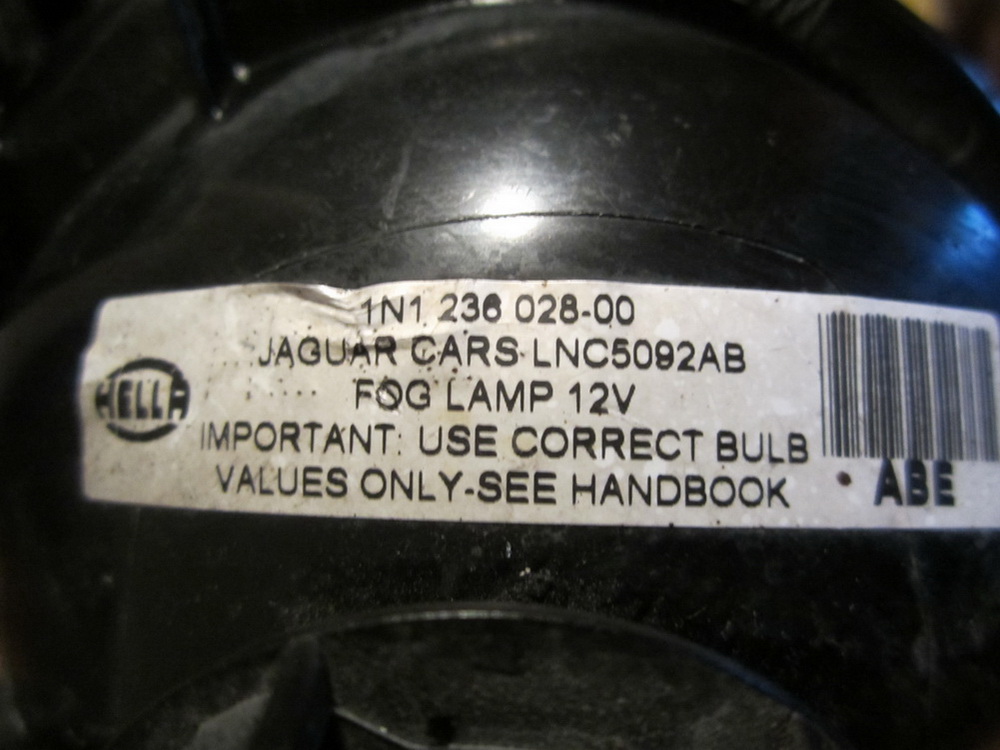 1N1 236 028-00
JAGUAR CARS LNC5092AB
HELLA
FOG LAMP 12V
IMPORTANT: USE CORRECT BULB
VALUES ONLY-SEE HANDBOOK
ABE